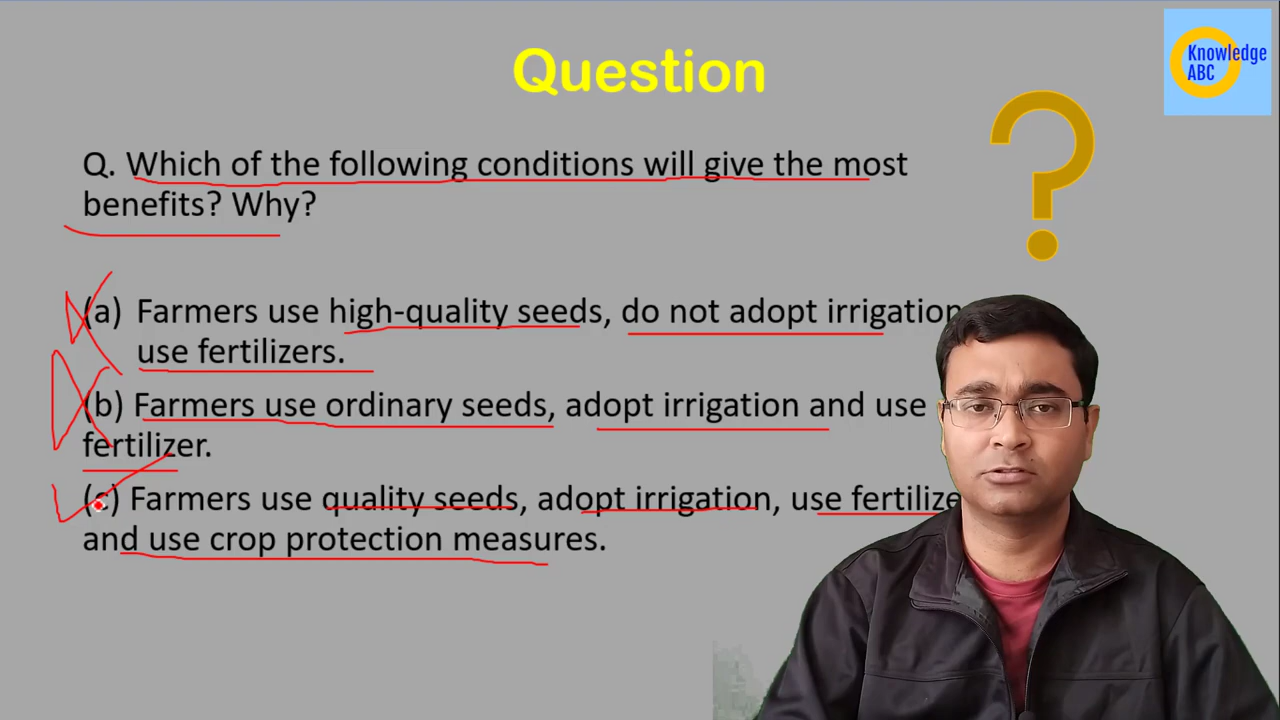 Knowledge
ABC
Question
Q. Which of the following conditions will give the most
benefits? Why?
(a) Farmers use high-quality seeds, do not adopt irrigation
use fertilizers.
(b) Farmers use ordinary seeds, adopt irrigation and use
fertilizer.
(c) Farmers use quality seeds, adopt irrigation, use
and use crop protection measures.